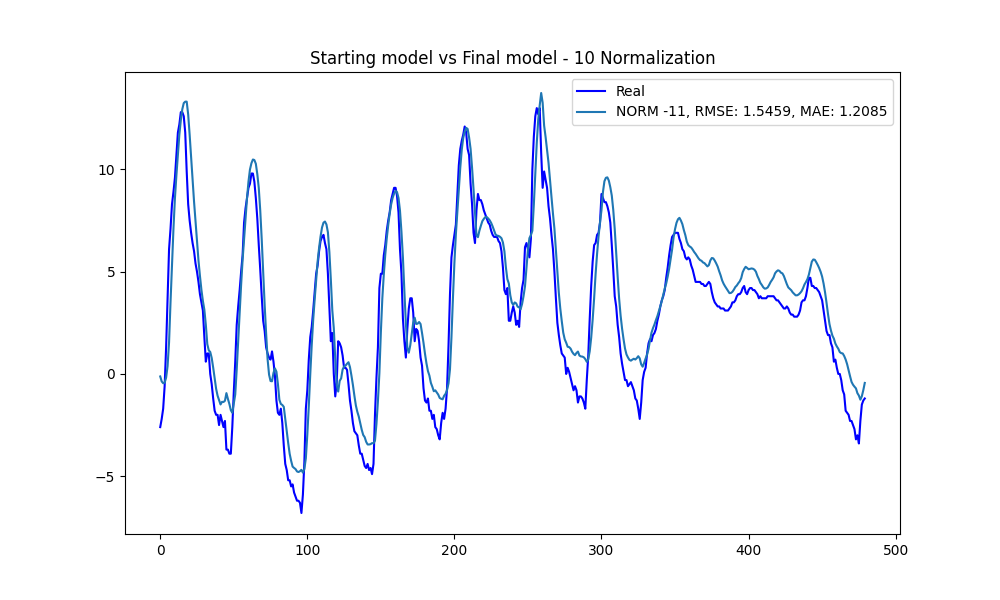 Starting model vs Final model - 10 Normalization
Real
NORM -11, RMSE: 1.5459, MAE: 1.2085
10
5
0
−5
0 100 200 300 400 500